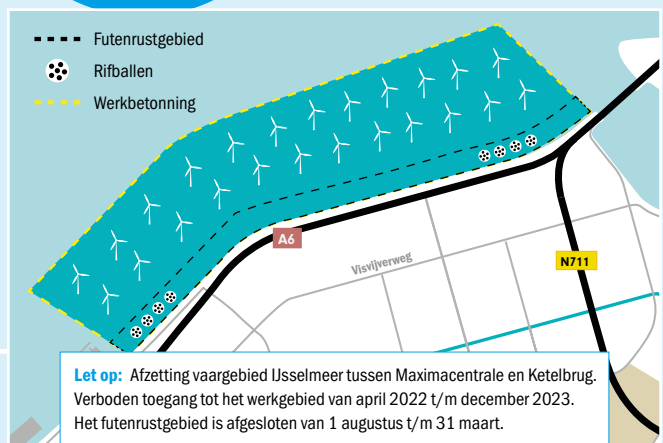 Futenrustgebied
Rifballen
Werkbetonning
A6
Visvijverweg
N711
Let op: Afzetting vaargebied IJsselmeer tussen Maximacentrale en Ketelbrug.
Verboden toegang tot het werkgebied van april 2022 t/m december 2023.
Het futenrustgebied is afgesloten van 1 augustus t/m 31 maart.